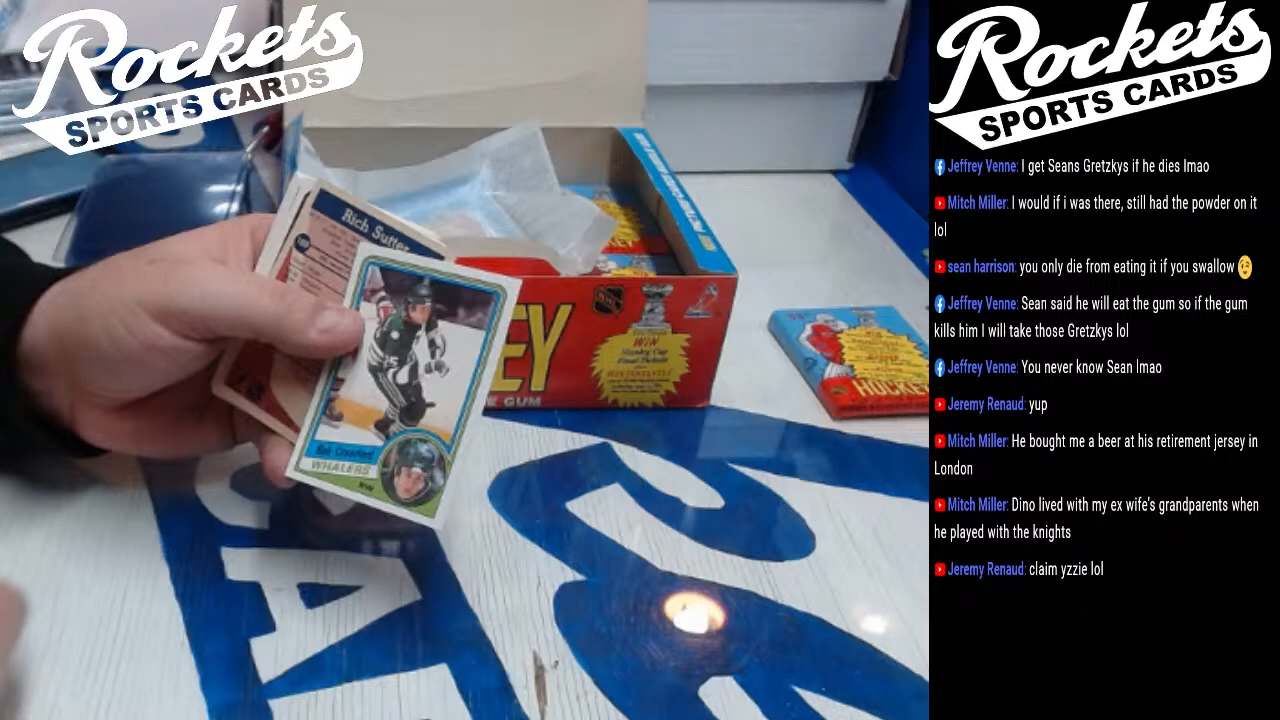 Rockets
SPORTS CARDS
Rockets
SPORTS CARDS
Jeffrey Venne: I get Seans Gretzkys if he dies lmao
Mitch Miller: I would if i was there, still had the powder on it
lol
sean harrison: you only die from eating it if you swallow 😉
Jeffrey Venne: Sean said he will eat the gum so if the gum
kills him I will take those Gretzkys lol
Jeffrey Venne: You never know Sean lmao
Jeremy Renaud: yup
Mitch Miller: He bought me a beer at his retirement jersey in
London
Mitch Miller: Dino lived with my ex wife's grandparents when
he played with the knights
Jeremy Renaud: claim yzzie lol
Rich Sutter
Bob Crawford
WHALERS
EY
E GUM
WIN
Stanley Cup
HOCKEY